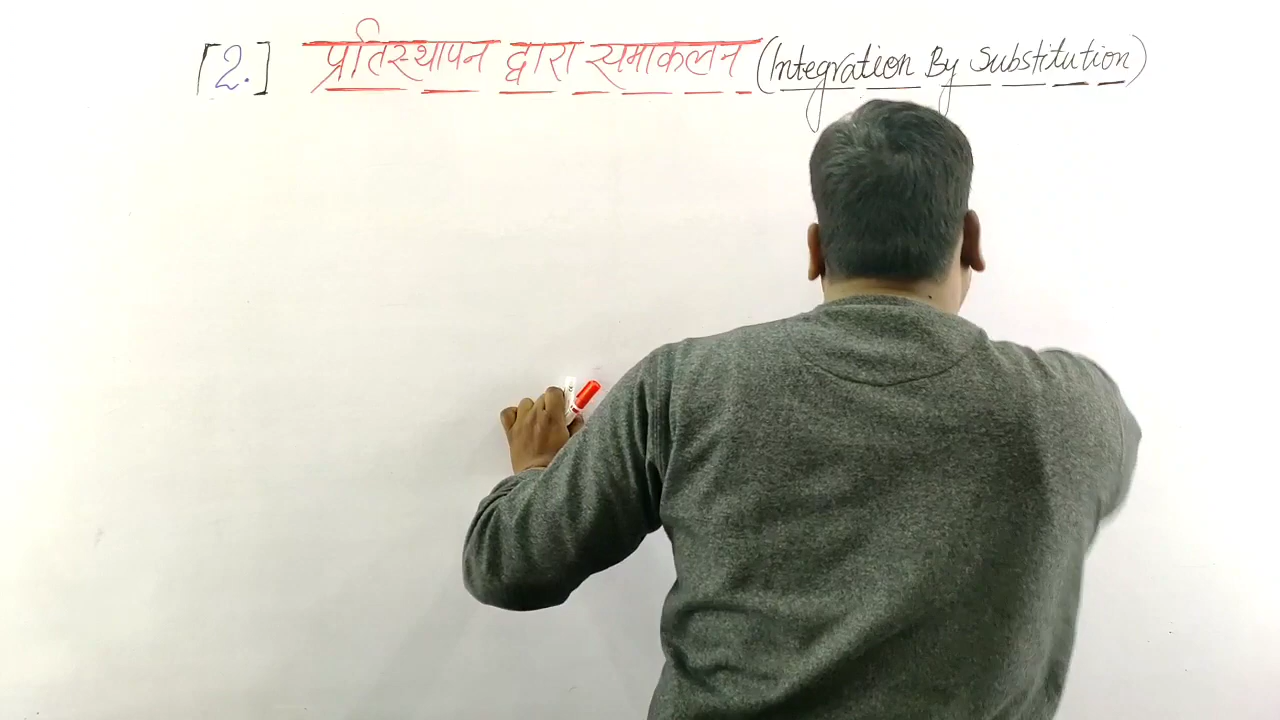 [2.] प्रतिस्थापन द्वारा समाकलन (Integration By Substitution)